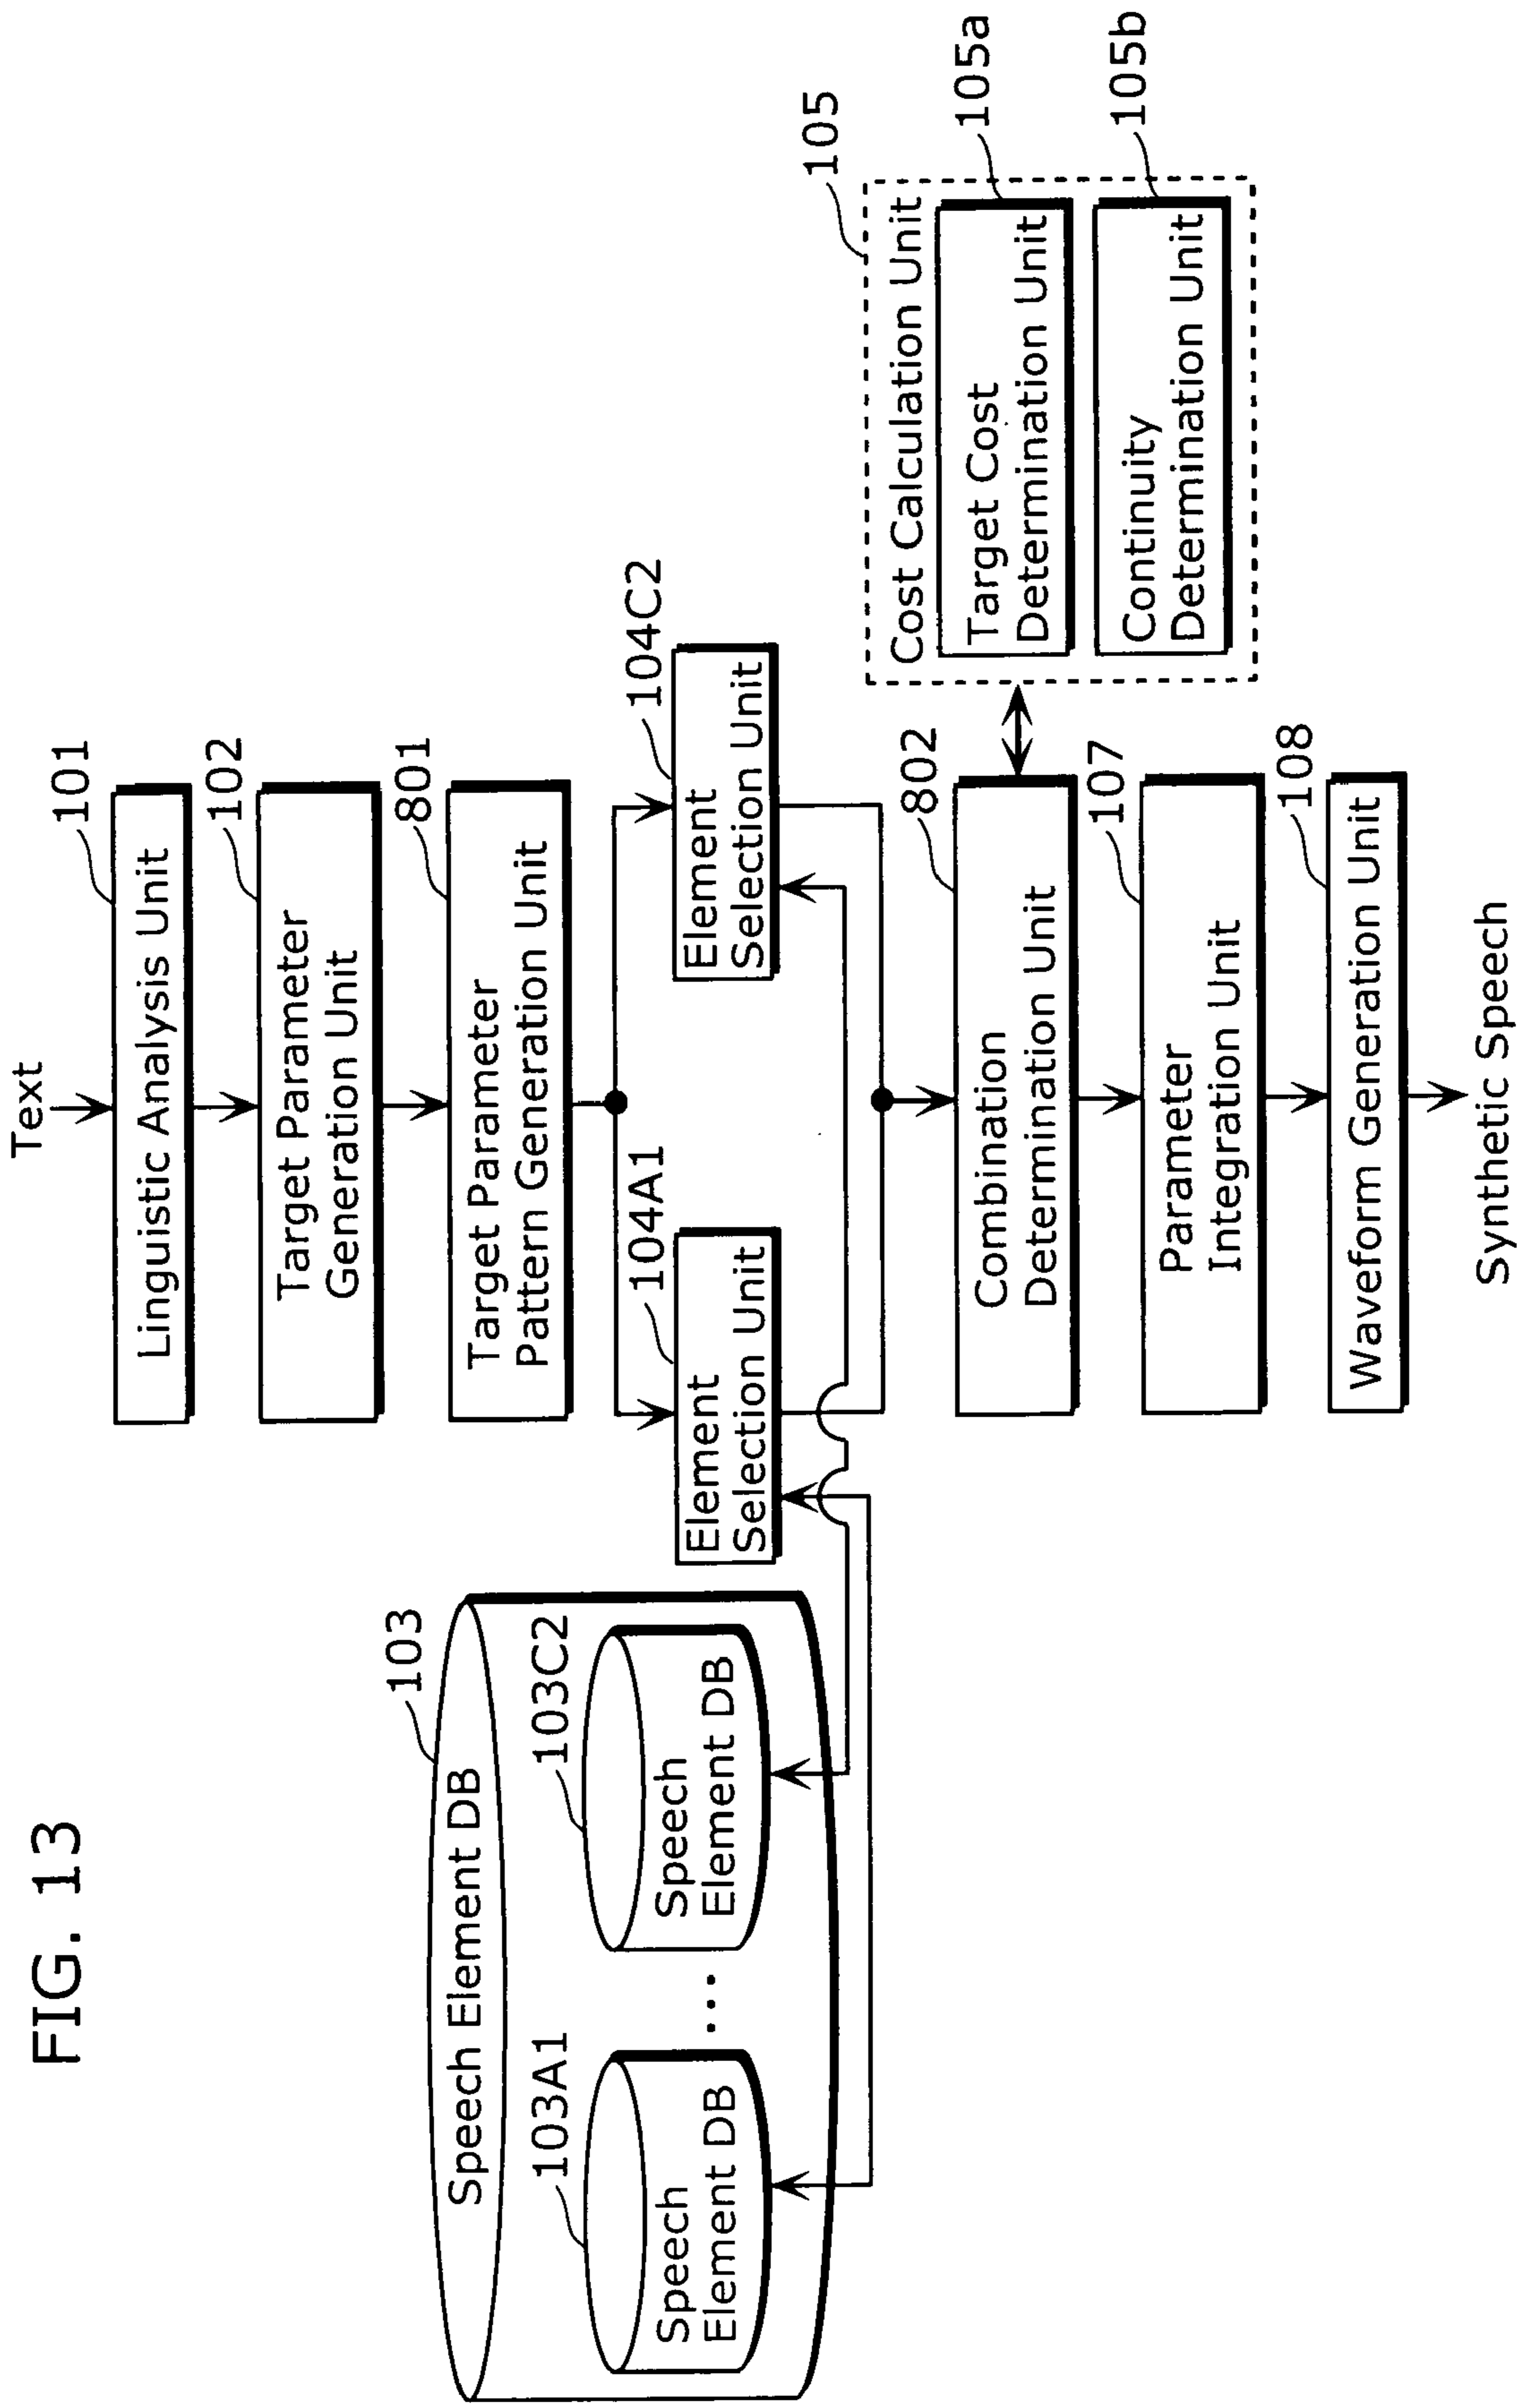 FIG. 13
Text
101
Linguistic Analysis Unit
102
Target Parameter
Generation Unit
801
Target Parameter
Pattern Generation Unit
103
Speech Element DB
103A1
Speech
Element DB
...
103C2
Speech
Element DB
104A1
Element
Selection Unit
104C2
Element
Selection Unit
105
Cost Calculation Unit
105a
Target Cost
Determination Unit
105b
Continuity
Determination Unit
802
Combination
Determination Unit
107
Parameter
Integration Unit
108
Waveform Generation Unit
Synthetic Speech